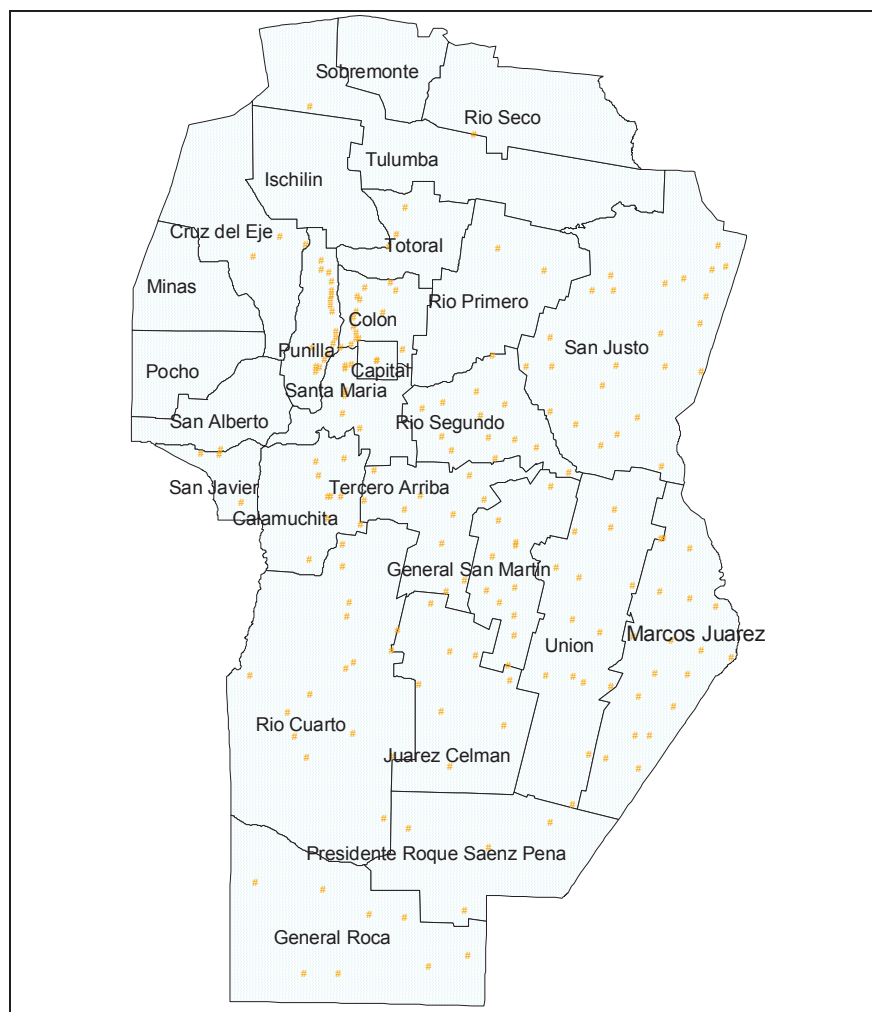 Sobremonte
Rio Seco
Tulumba
Ischilin
Cruz del Eje
Totoral
Minas
Rio Primero
Colón
San Justo
Punilla
Pocho
Capital
Santa Maria
San Alberto
Rio Segundo
San Javier
Tercero Arriba
Calamuchita
General San Martín
Marcos Juarez
Union
Rio Cuarto
Juarez Celman
Presidente Roque Saenz Pena
General Roca